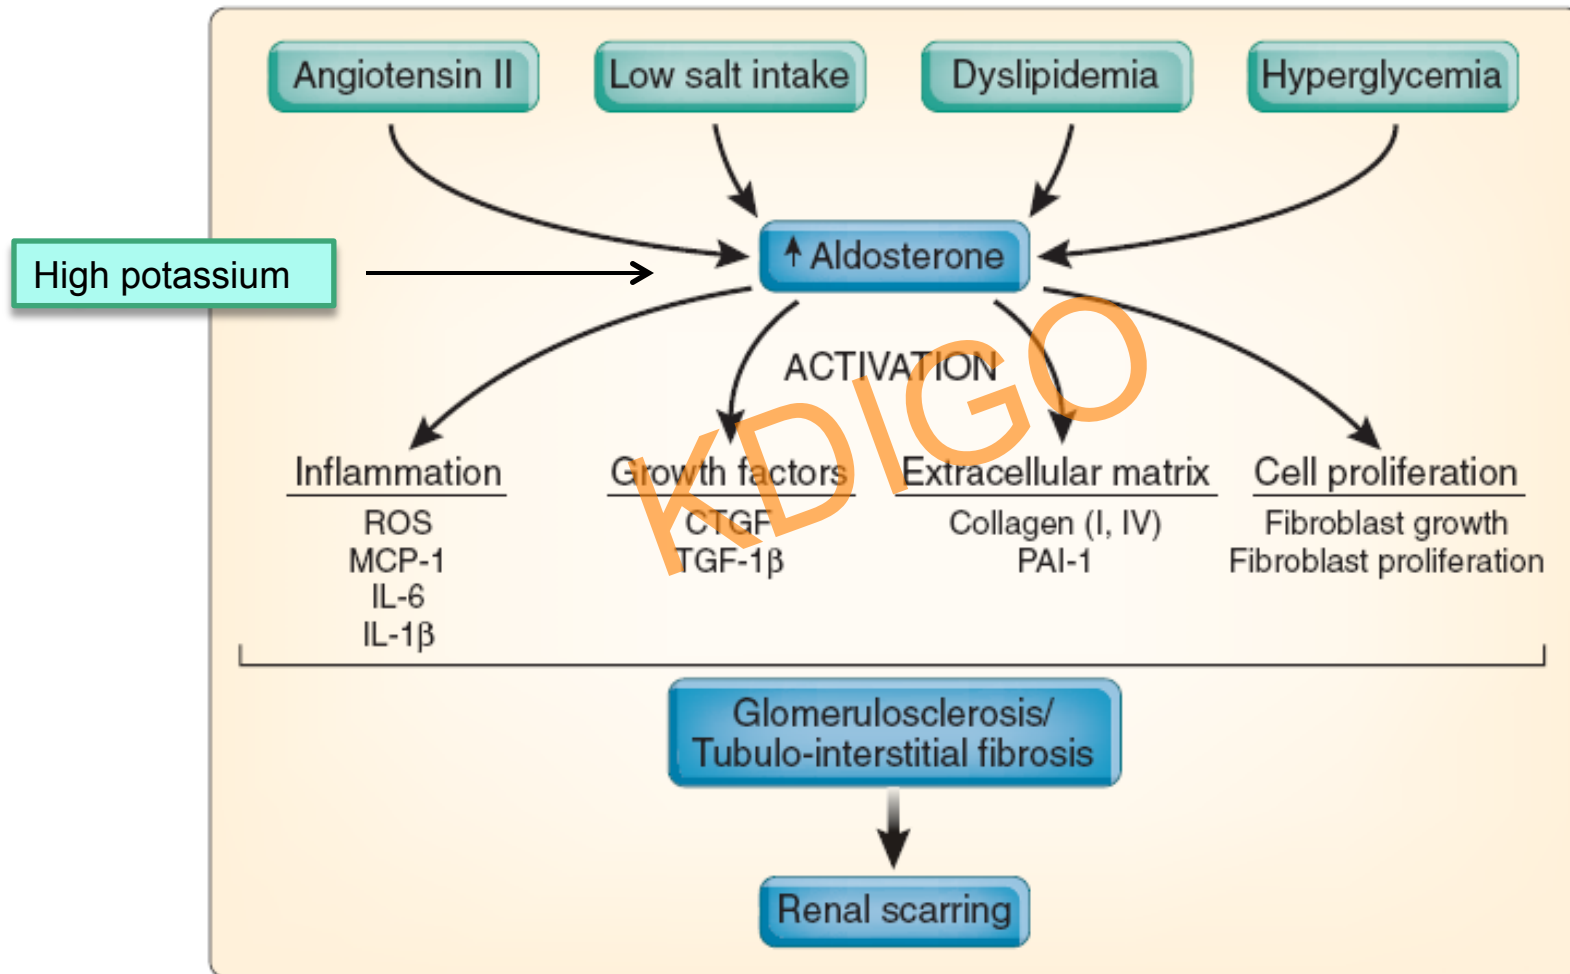 Angiotensin II
Low salt intake
Dyslipidemia
Hyperglycemia
High potassium
↑ Aldosterone
ACTIVATION
KDIGO
Inflammation
ROS
MCP-1
IL-6
IL-1β
Growth factors
CTGF
TGF-1β
Extracellular matrix
Collagen (I, IV)
PAI-1
Cell proliferation
Fibroblast growth
Fibroblast proliferation
Glomerulosclerosis/
Tubulo-interstitial fibrosis
Renal scarring